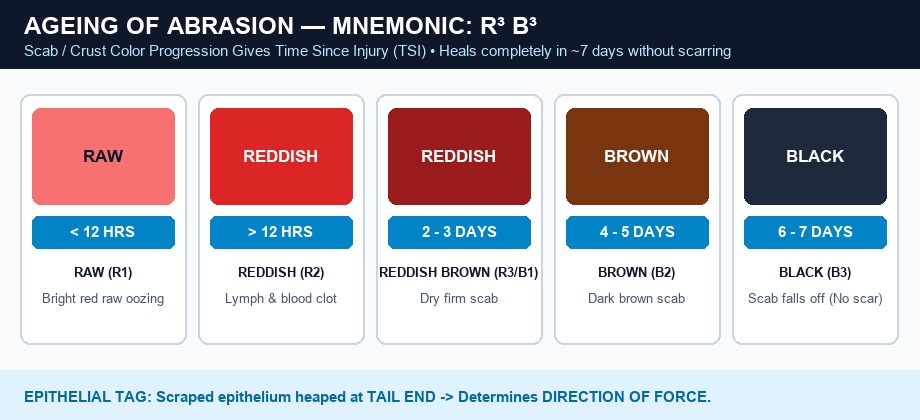 AGEING OF ABRASION — MNEMONIC: R³ B³
Scab / Crust Color Progression Gives Time Since Injury (TSI) • Heals completely in ~7 days without scarring
RAW
< 12 HRS
RAW (R1)
Bright red raw oozing
REDDISH
> 12 HRS
REDDISH (R2)
Lymph & blood clot
REDDISH
2 - 3 DAYS
REDDISH BROWN (R3/B1)
Dry firm scab
BROWN
4 - 5 DAYS
BROWN (B2)
Dark brown scab
BLACK
6 - 7 DAYS
BLACK (B3)
Scab falls off (No scar)
EPITHELIAL TAG: Scraped epithelium heaped at TAIL END -> Determines DIRECTION OF FORCE.